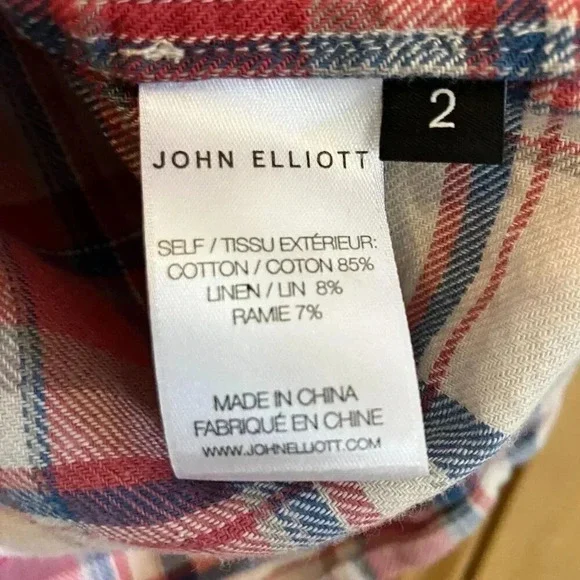 2
JOHN ELLIOTT
SELF / TISSU EXTÉRIEUR:
COTTON / COTON 85%
LINEN / LIN 8%
RAMIE 7%
MADE IN CHINA
FABRIQUÉ EN CHINE
WWW.JOHNELLIOTT.COM